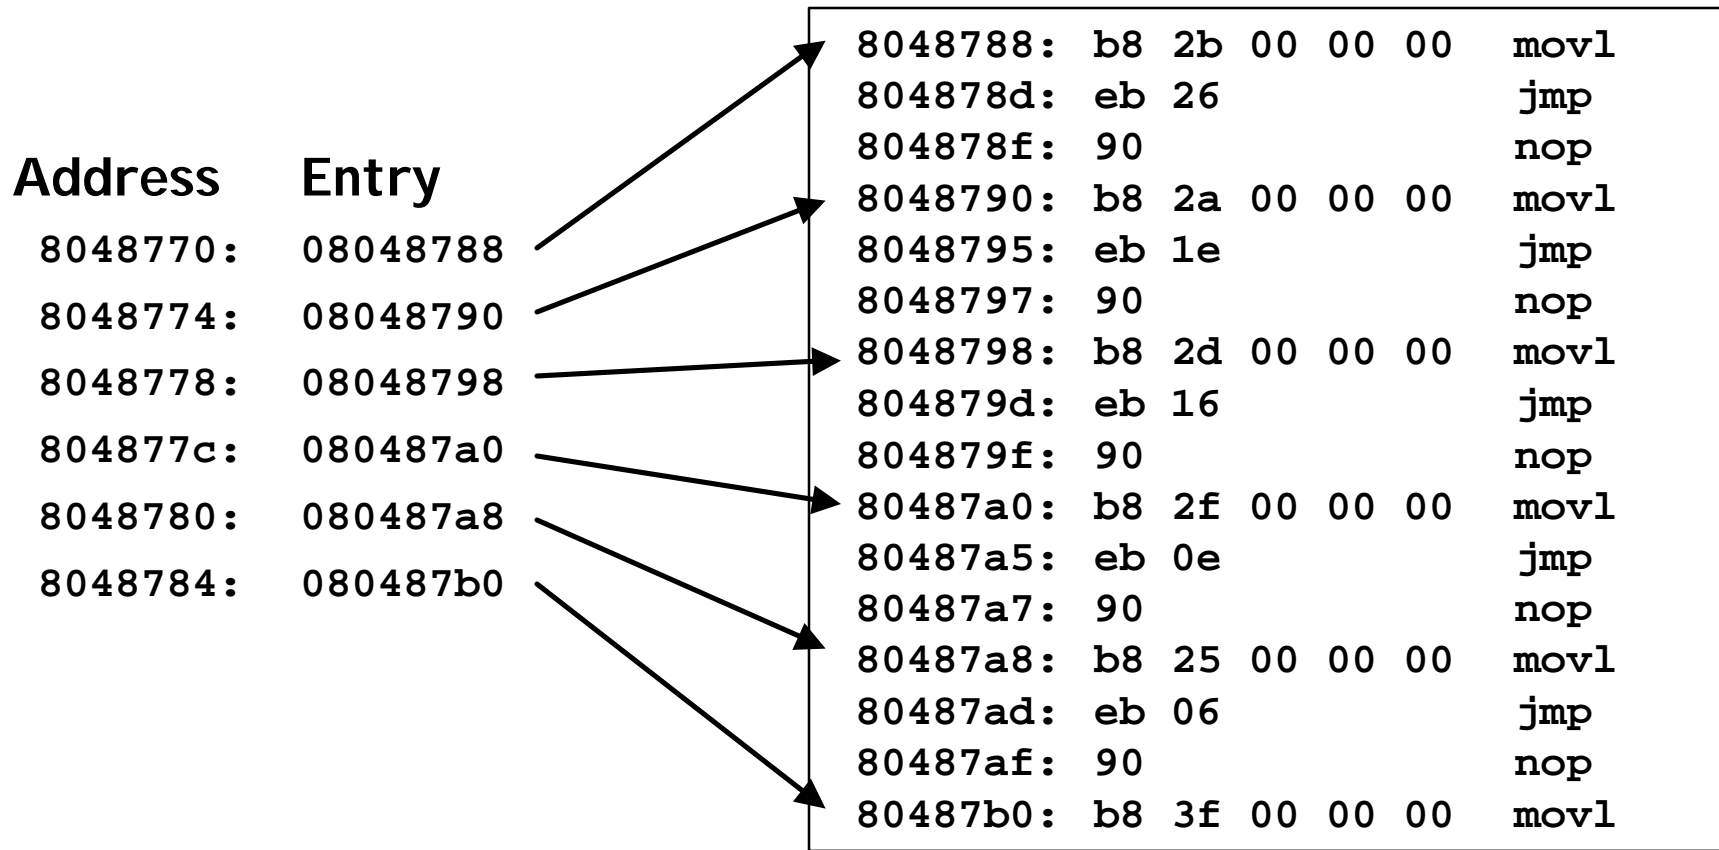 Address Entry
8048770: 08048788
8048774: 08048790
8048778: 08048798
804877c: 080487a0
8048780: 080487a8
8048784: 080487b0
8048788: b8 2b 00 00 00 movl
804878d: eb 26 jmp
804878f: 90 nop
8048790: b8 2a 00 00 00 movl
8048795: eb 1e jmp
8048797: 90 nop
8048798: b8 2d 00 00 00 movl
804879d: eb 16 jmp
804879f: 90 nop
80487a0: b8 2f 00 00 00 movl
80487a5: eb 0e jmp
80487a7: 90 nop
80487a8: b8 25 00 00 00 movl
80487ad: eb 06 jmp
80487af: 90 nop
80487b0: b8 3f 00 00 00 movl